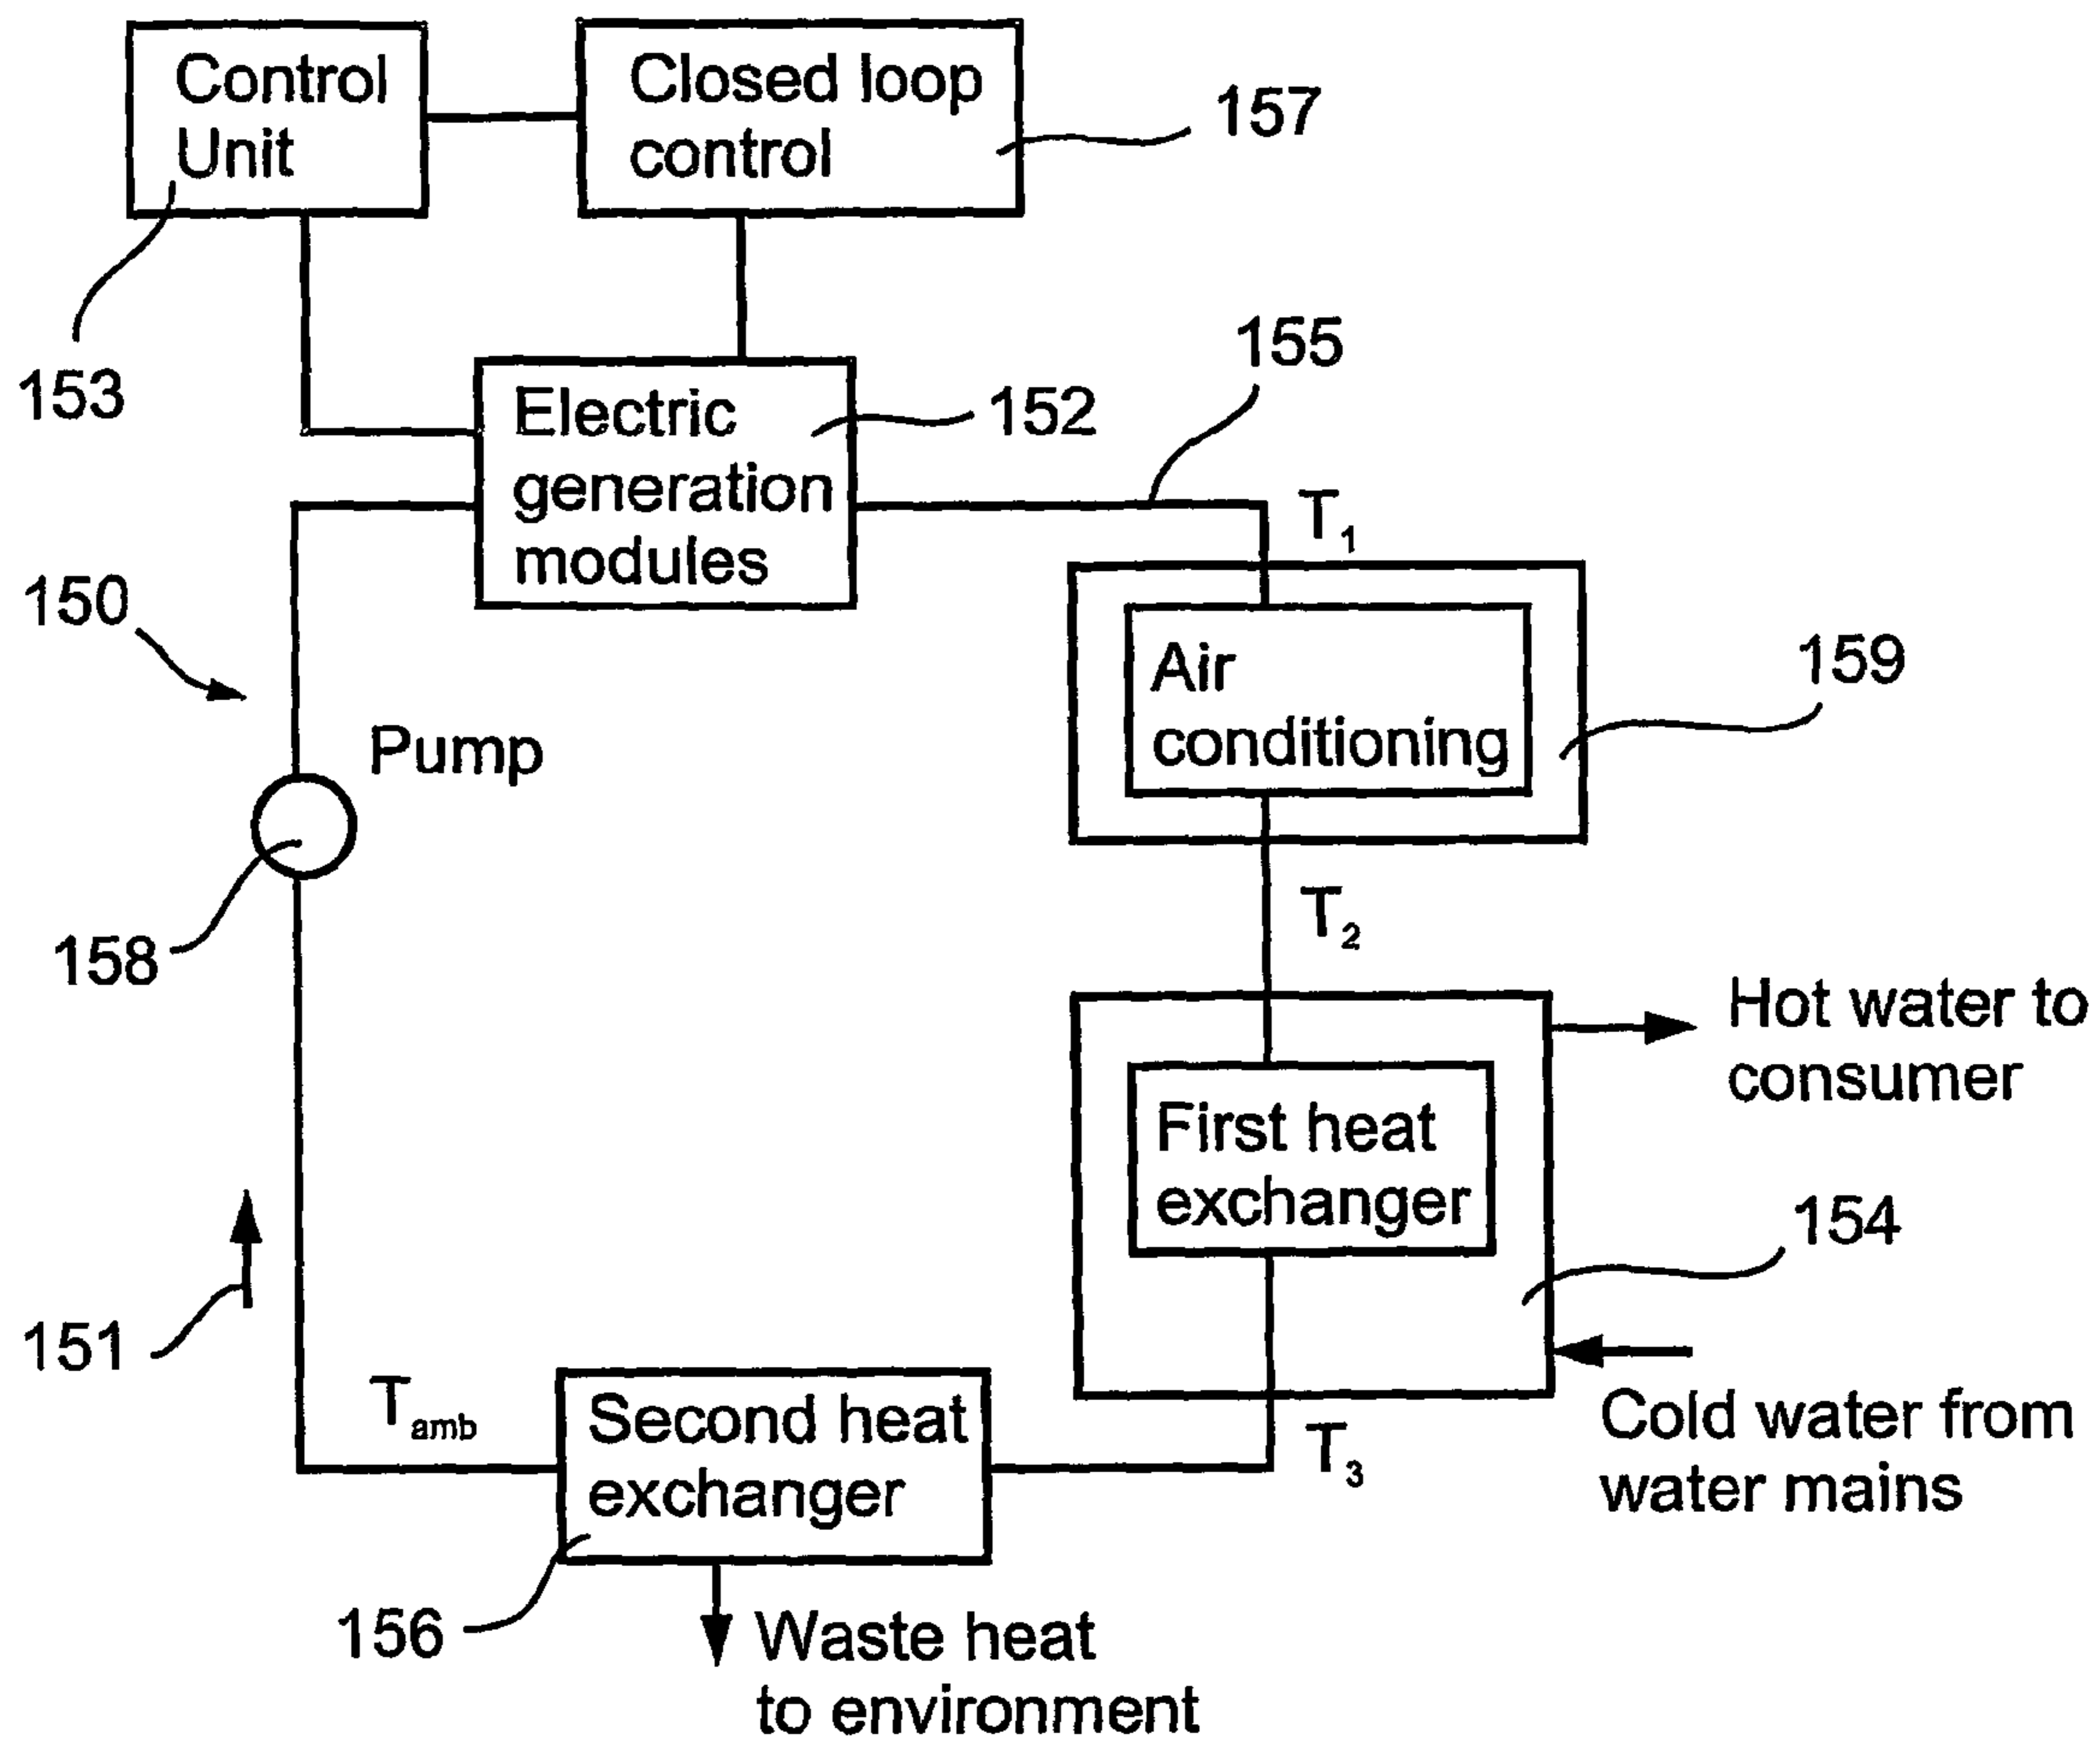 Control
Unit
Closed loop
control
157
153
155
Electric
generation
modules
152
T1
150
Air
conditioning
159
Pump
158
T2
Hot water to
consumer
First heat
exchanger
154
151
Tamb
Second heat
exchanger
T3
Cold water from
water mains
156
Waste heat
to environment